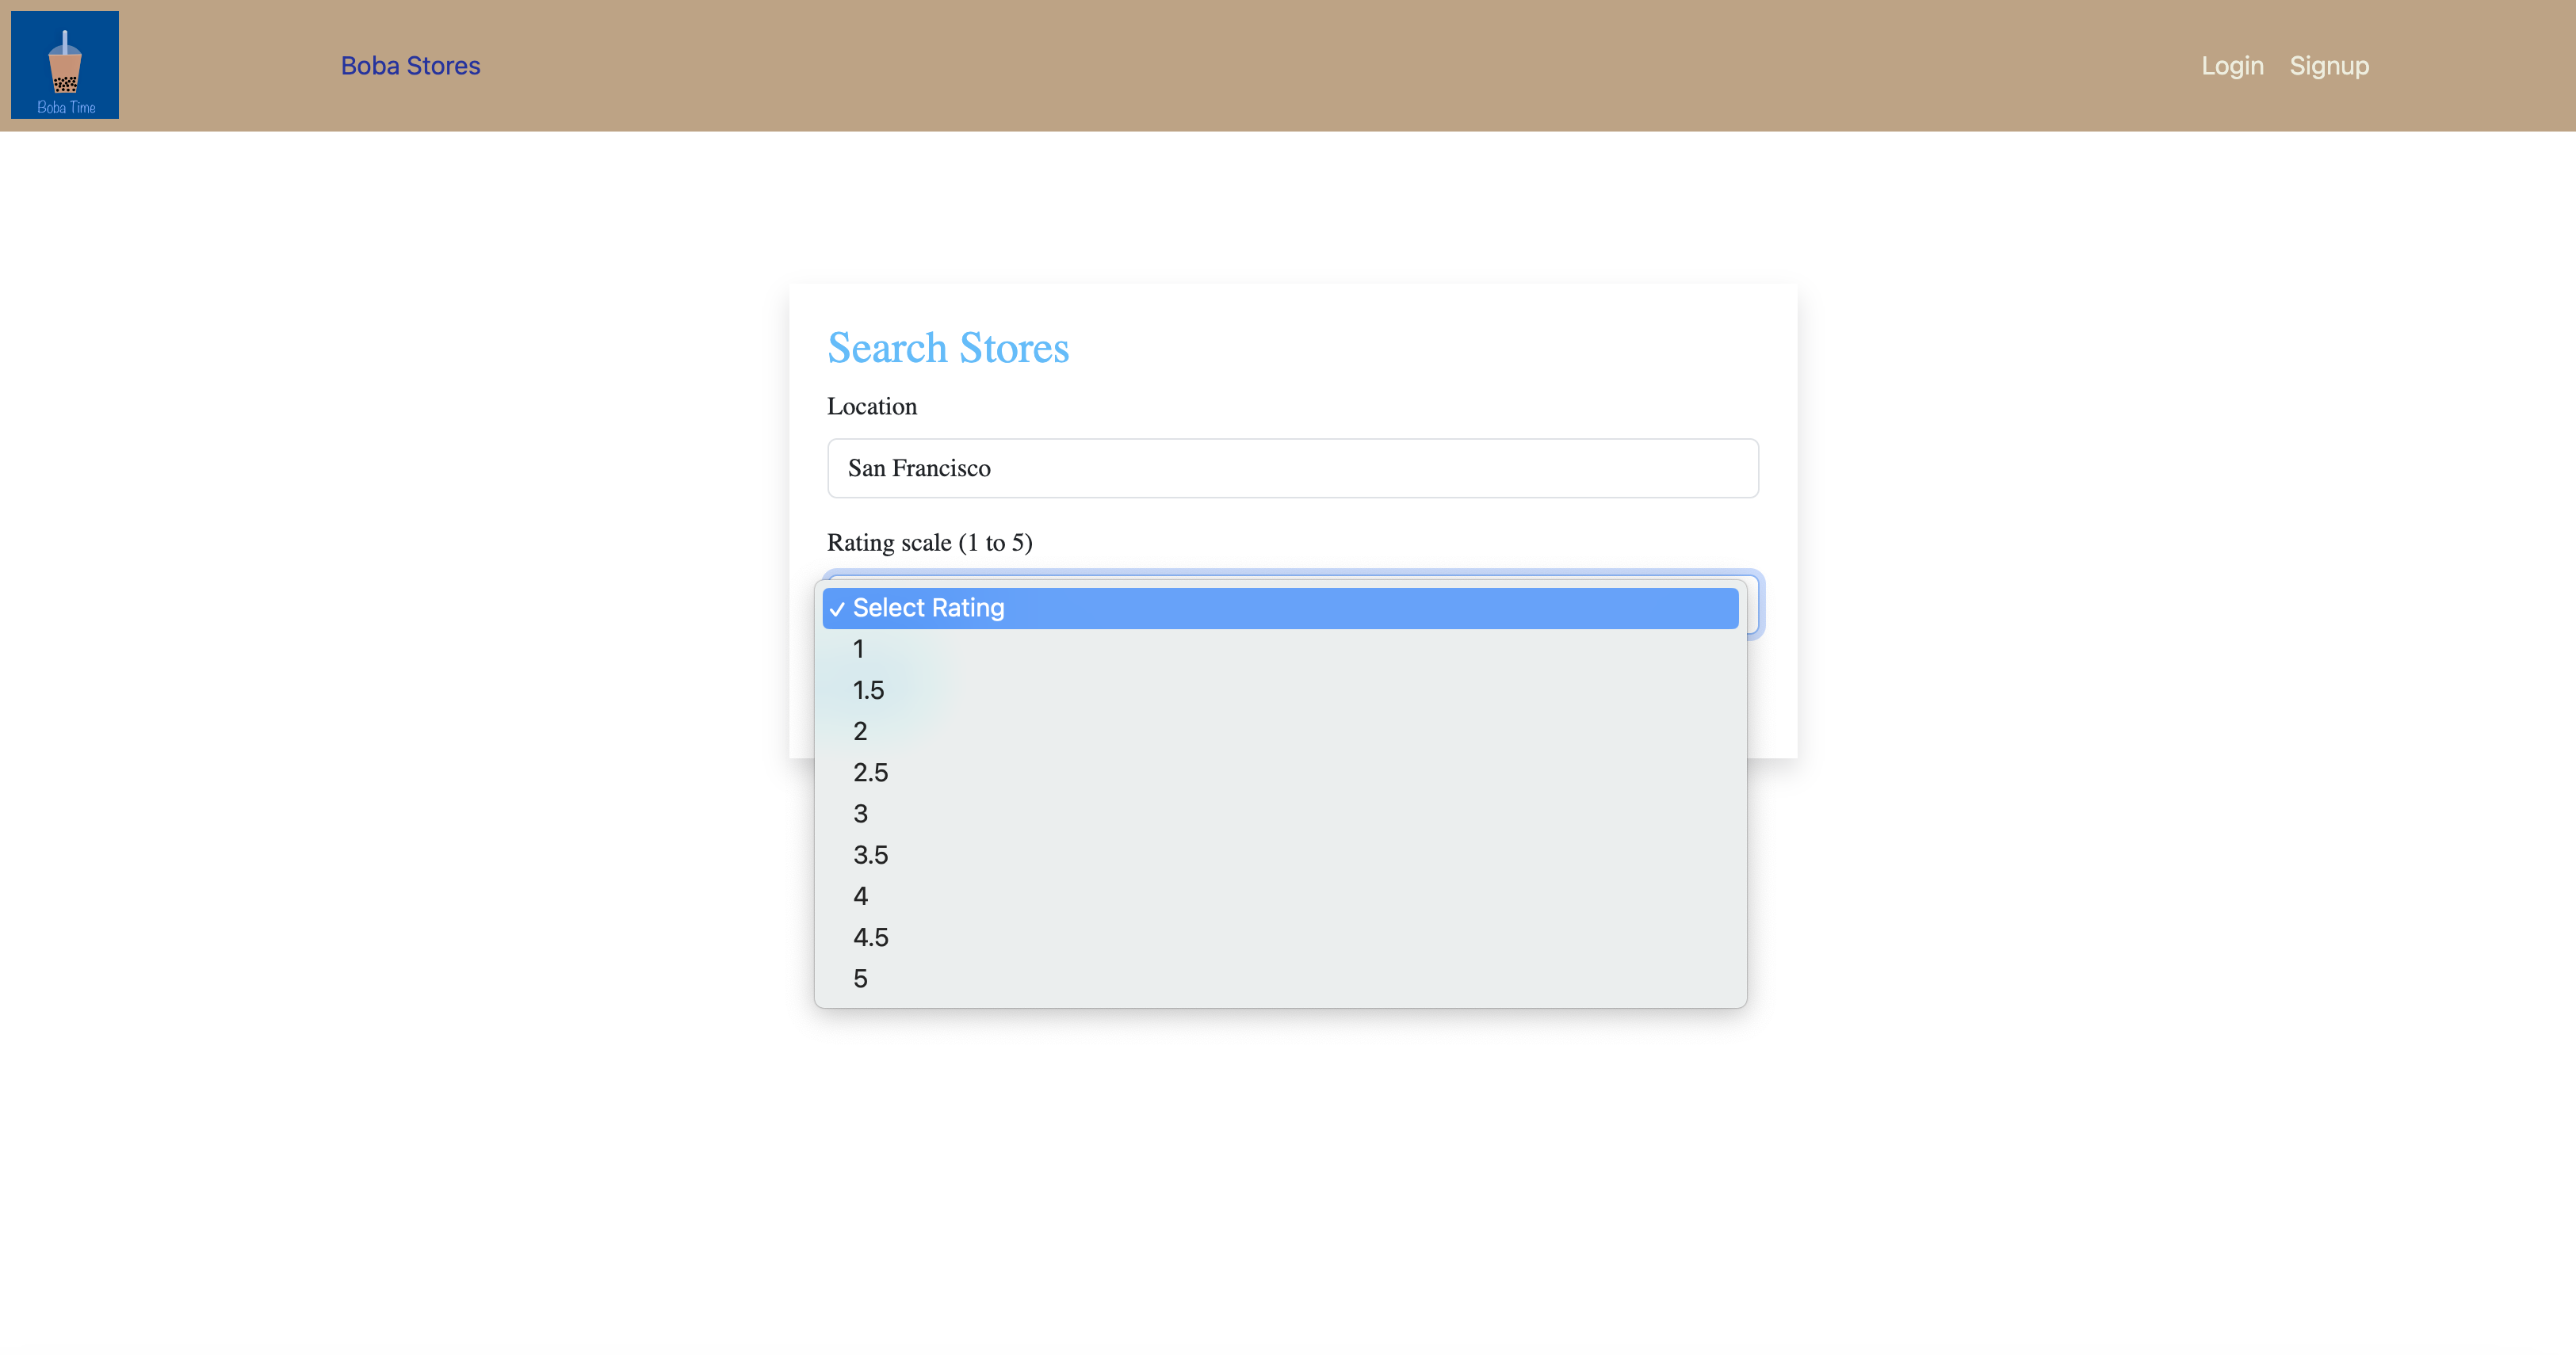 Boba Time
Boba Stores
Login Signup
Search Stores
Location
San Francisco
Rating scale (1 to 5)
✓ Select Rating
1
1.5
2
2.5
3
3.5
4
4.5
5